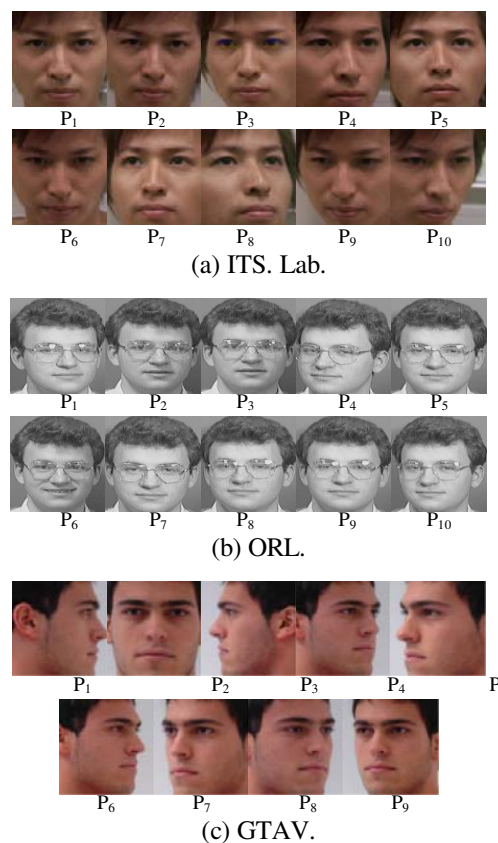 P1 P2 P3 P4 P5
P6 P7 P8 P9 P10
(a) ITS. Lab.
P1 P2 P3 P4 P5
P6 P7 P8 P9 P10
(b) ORL.
P1 P2 P3 P4 P
P6 P7 P8 P9
(c) GTAV.